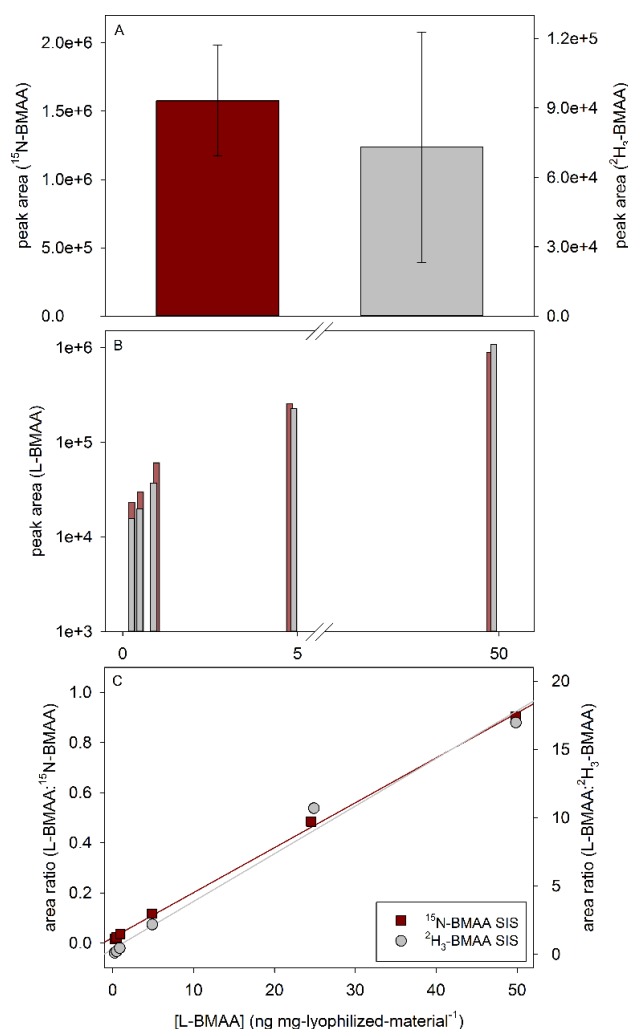 A
2.0e+6
1.5e+6
1.0e+6
5.0e+5
0.0
peak area (¹⁵N-BMAA)
1.2e+5
9.0e+4
6.0e+4
3.0e+4
0.0
peak area (²H₃-BMAA)
B
1e+6
1e+5
1e+4
1e+3
peak area (L-BMAA)
0 5 50
C
1.0
0.8
0.6
0.4
0.2
0.0
area ratio (L-BMAA:¹⁵N-BMAA)
20
15
10
5
0
area ratio (L-BMAA:²H₃-BMAA)
¹⁵N-BMAA SIS
²H₃-BMAA SIS
0 10 20 30 40 50
[L-BMAA] (ng mg-lyophilized-material⁻¹)